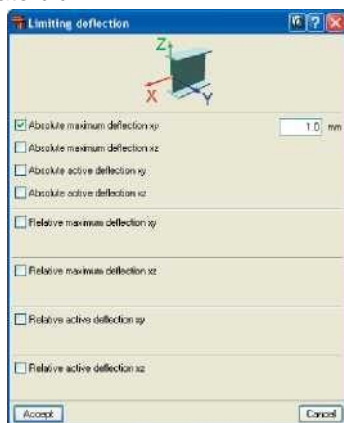 Limiting deflection
Z
X
Y
Absolute maximum deflection xy 1.0 mm
Absolute maximum deflection xz
Absolute active deflection xy
Absolute active deflection xz
Relative maximum deflection xy
Relative maximum deflection xz
Relative active deflection xy
Relative active deflection xz
Accept Cancel